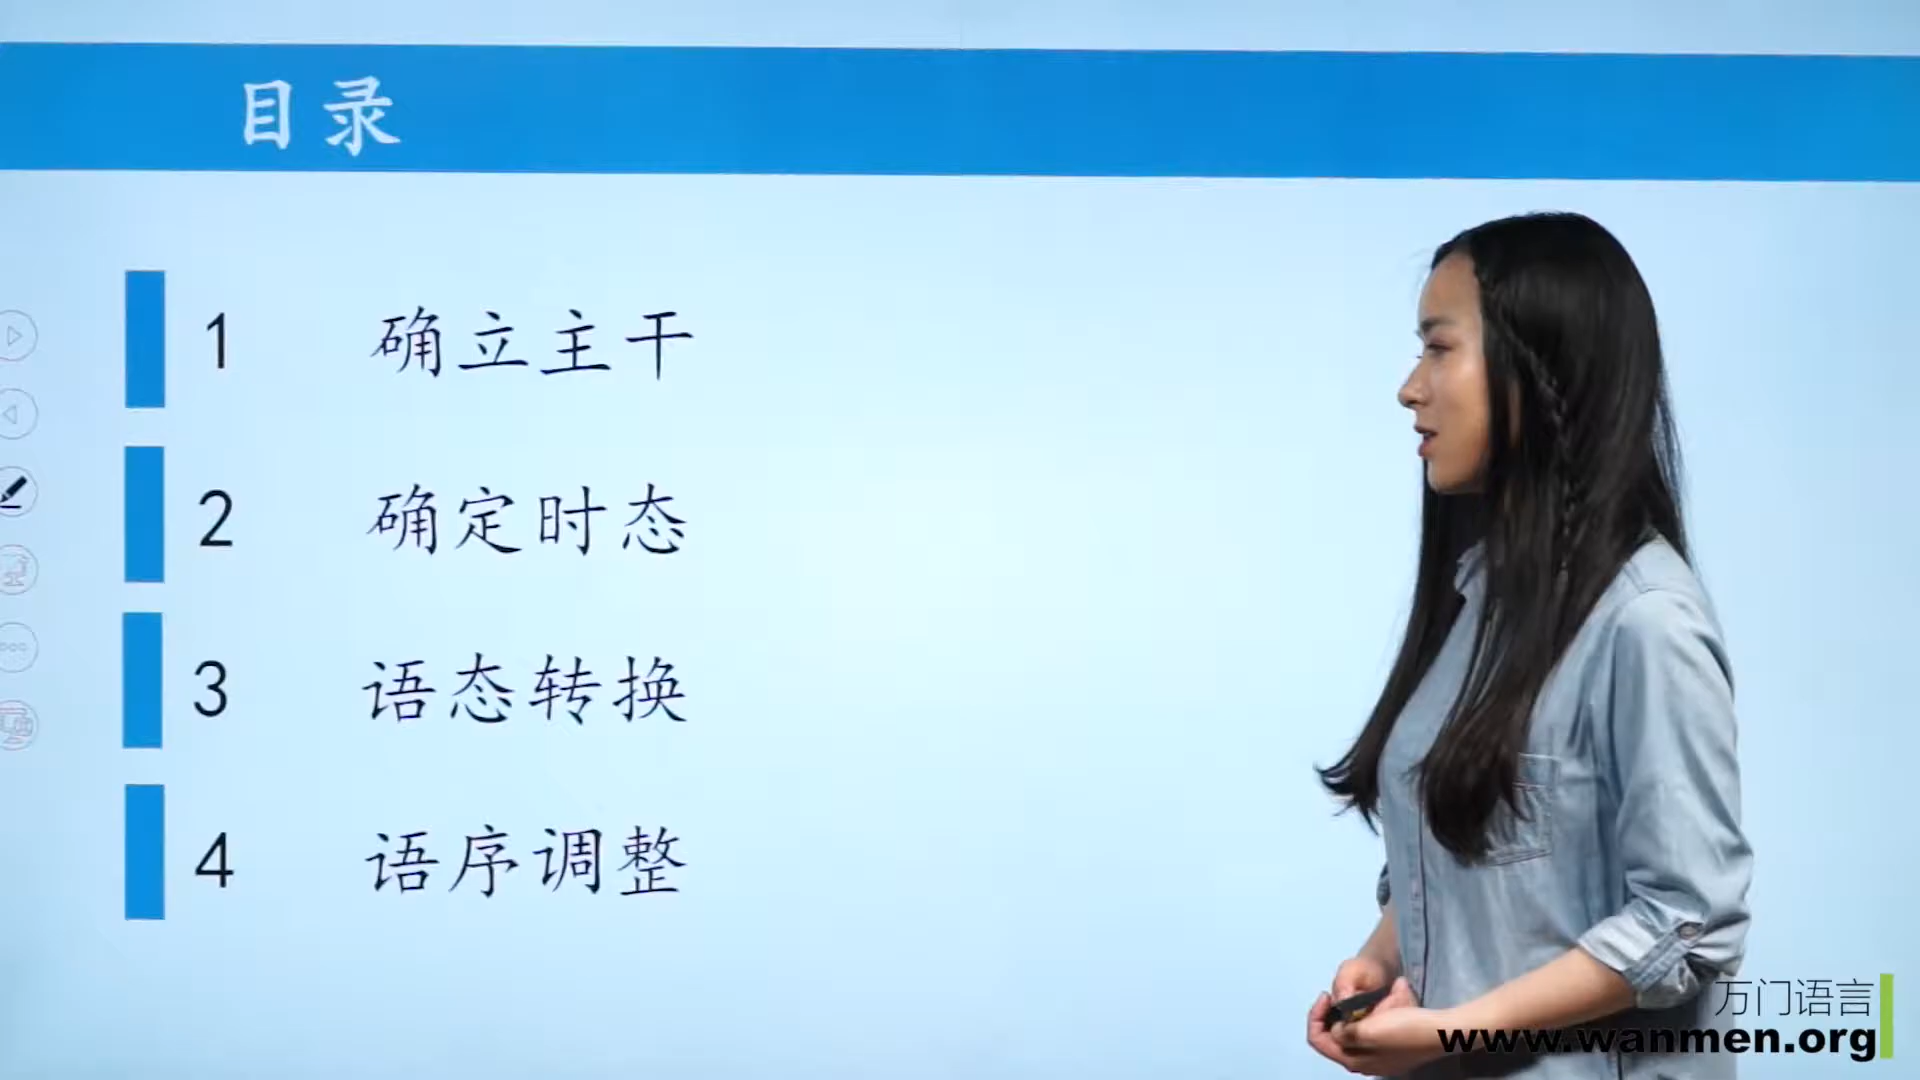 目录
1 确立主干
2 确定时态
3 语态转换
4 语序调整
万门语言
www.wanmen.org